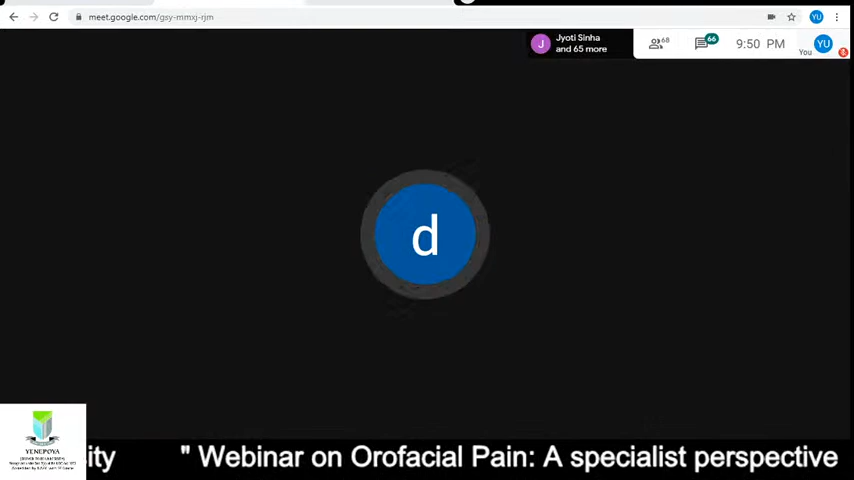 meet.google.com/gsy-mmxj-rjm
YU
J
Jyoti Sinha
and 65 more
68
66
9:50 PM
You
YU
d
YENEPOYA
ity " Webinar on Orofacial Pain: A specialist perspective